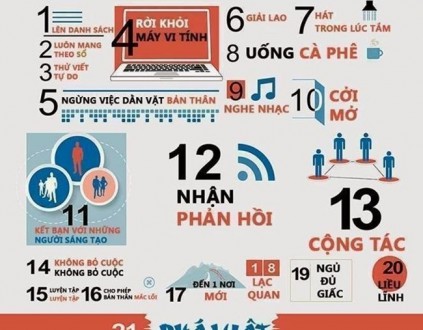 1 LÊN DANH SÁCH
2 LUÔN MANG
THEO SỔ
3 THỬ VIẾT
TỰ DO
4 RỜI KHỎI
MÁY VI TÍNH
5 NGỪNG VIỆC DẰN VẶT BẢN THÂN
6 GIẢI LAO
7 HÁT
TRONG LÚC TẮM
8 UỐNG CÀ PHÊ
9 NGHE NHẠC
10 CỞI
MỞ
11
KẾT BẠN VỚI NHỮNG
NGƯỜI SÁNG TẠO
12
NHẬN
PHẢN HỒI
13
CỘNG TÁC
14 KHÔNG BỎ CUỘC
KHÔNG BỎ CUỘC
15 LUYỆN TẬP
LUYỆN TẬP
16 CHO PHÉP
BẢN THÂN MẮC LỖI
17 ĐẾN 1 NƠI
MỚI
18
LẠC
QUAN
19 NGỦ
ĐỦ
GIẤC
20
LIỀU
LĨNH
21